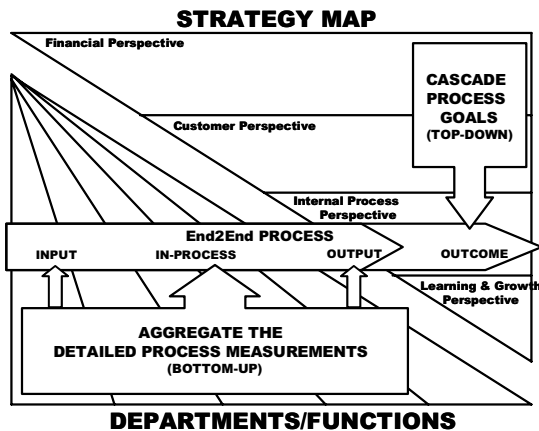 STRATEGY MAP
Financial Perspective
CASCADE
PROCESS
GOALS
(TOP-DOWN)
Customer Perspective
Internal Process
Perspective
End2End PROCESS
INPUT
IN-PROCESS
OUTPUT
OUTCOME
Learning & Growth
Perspective
AGGREGATE THE
DETAILED PROCESS MEASUREMENTS
(BOTTOM-UP)
DEPARTMENTS/FUNCTIONS